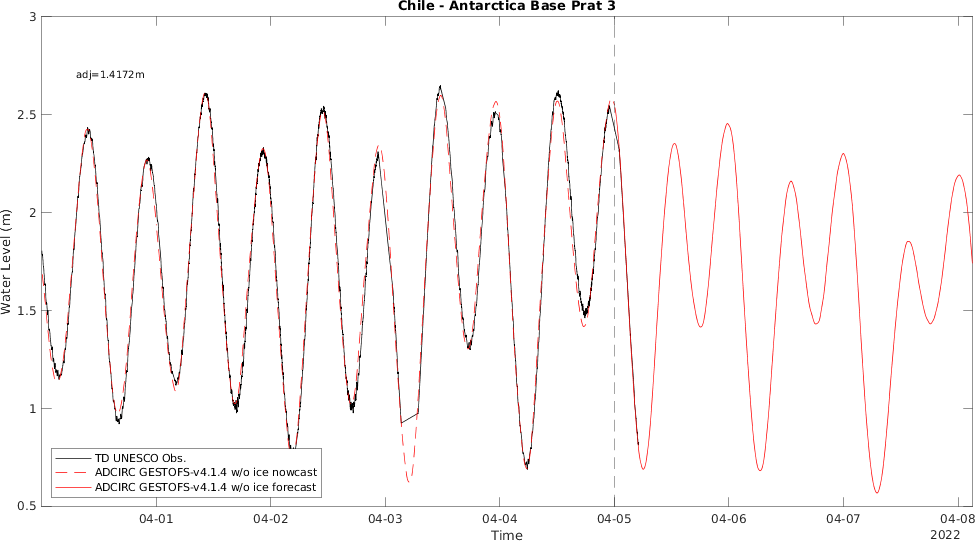 Chile - Antarctica Base Prat 3
3
adj=1.4172m
2.5
2
Water Level (m)
1.5
1
TD UNESCO Obs.
ADCIRC GESTOFS-v4.1.4 w/o ice nowcast
ADCIRC GESTOFS-v4.1.4 w/o ice forecast
0.5
04-01 04-02 04-03 04-04 04-05 04-06 04-07 04-08
Time 2022